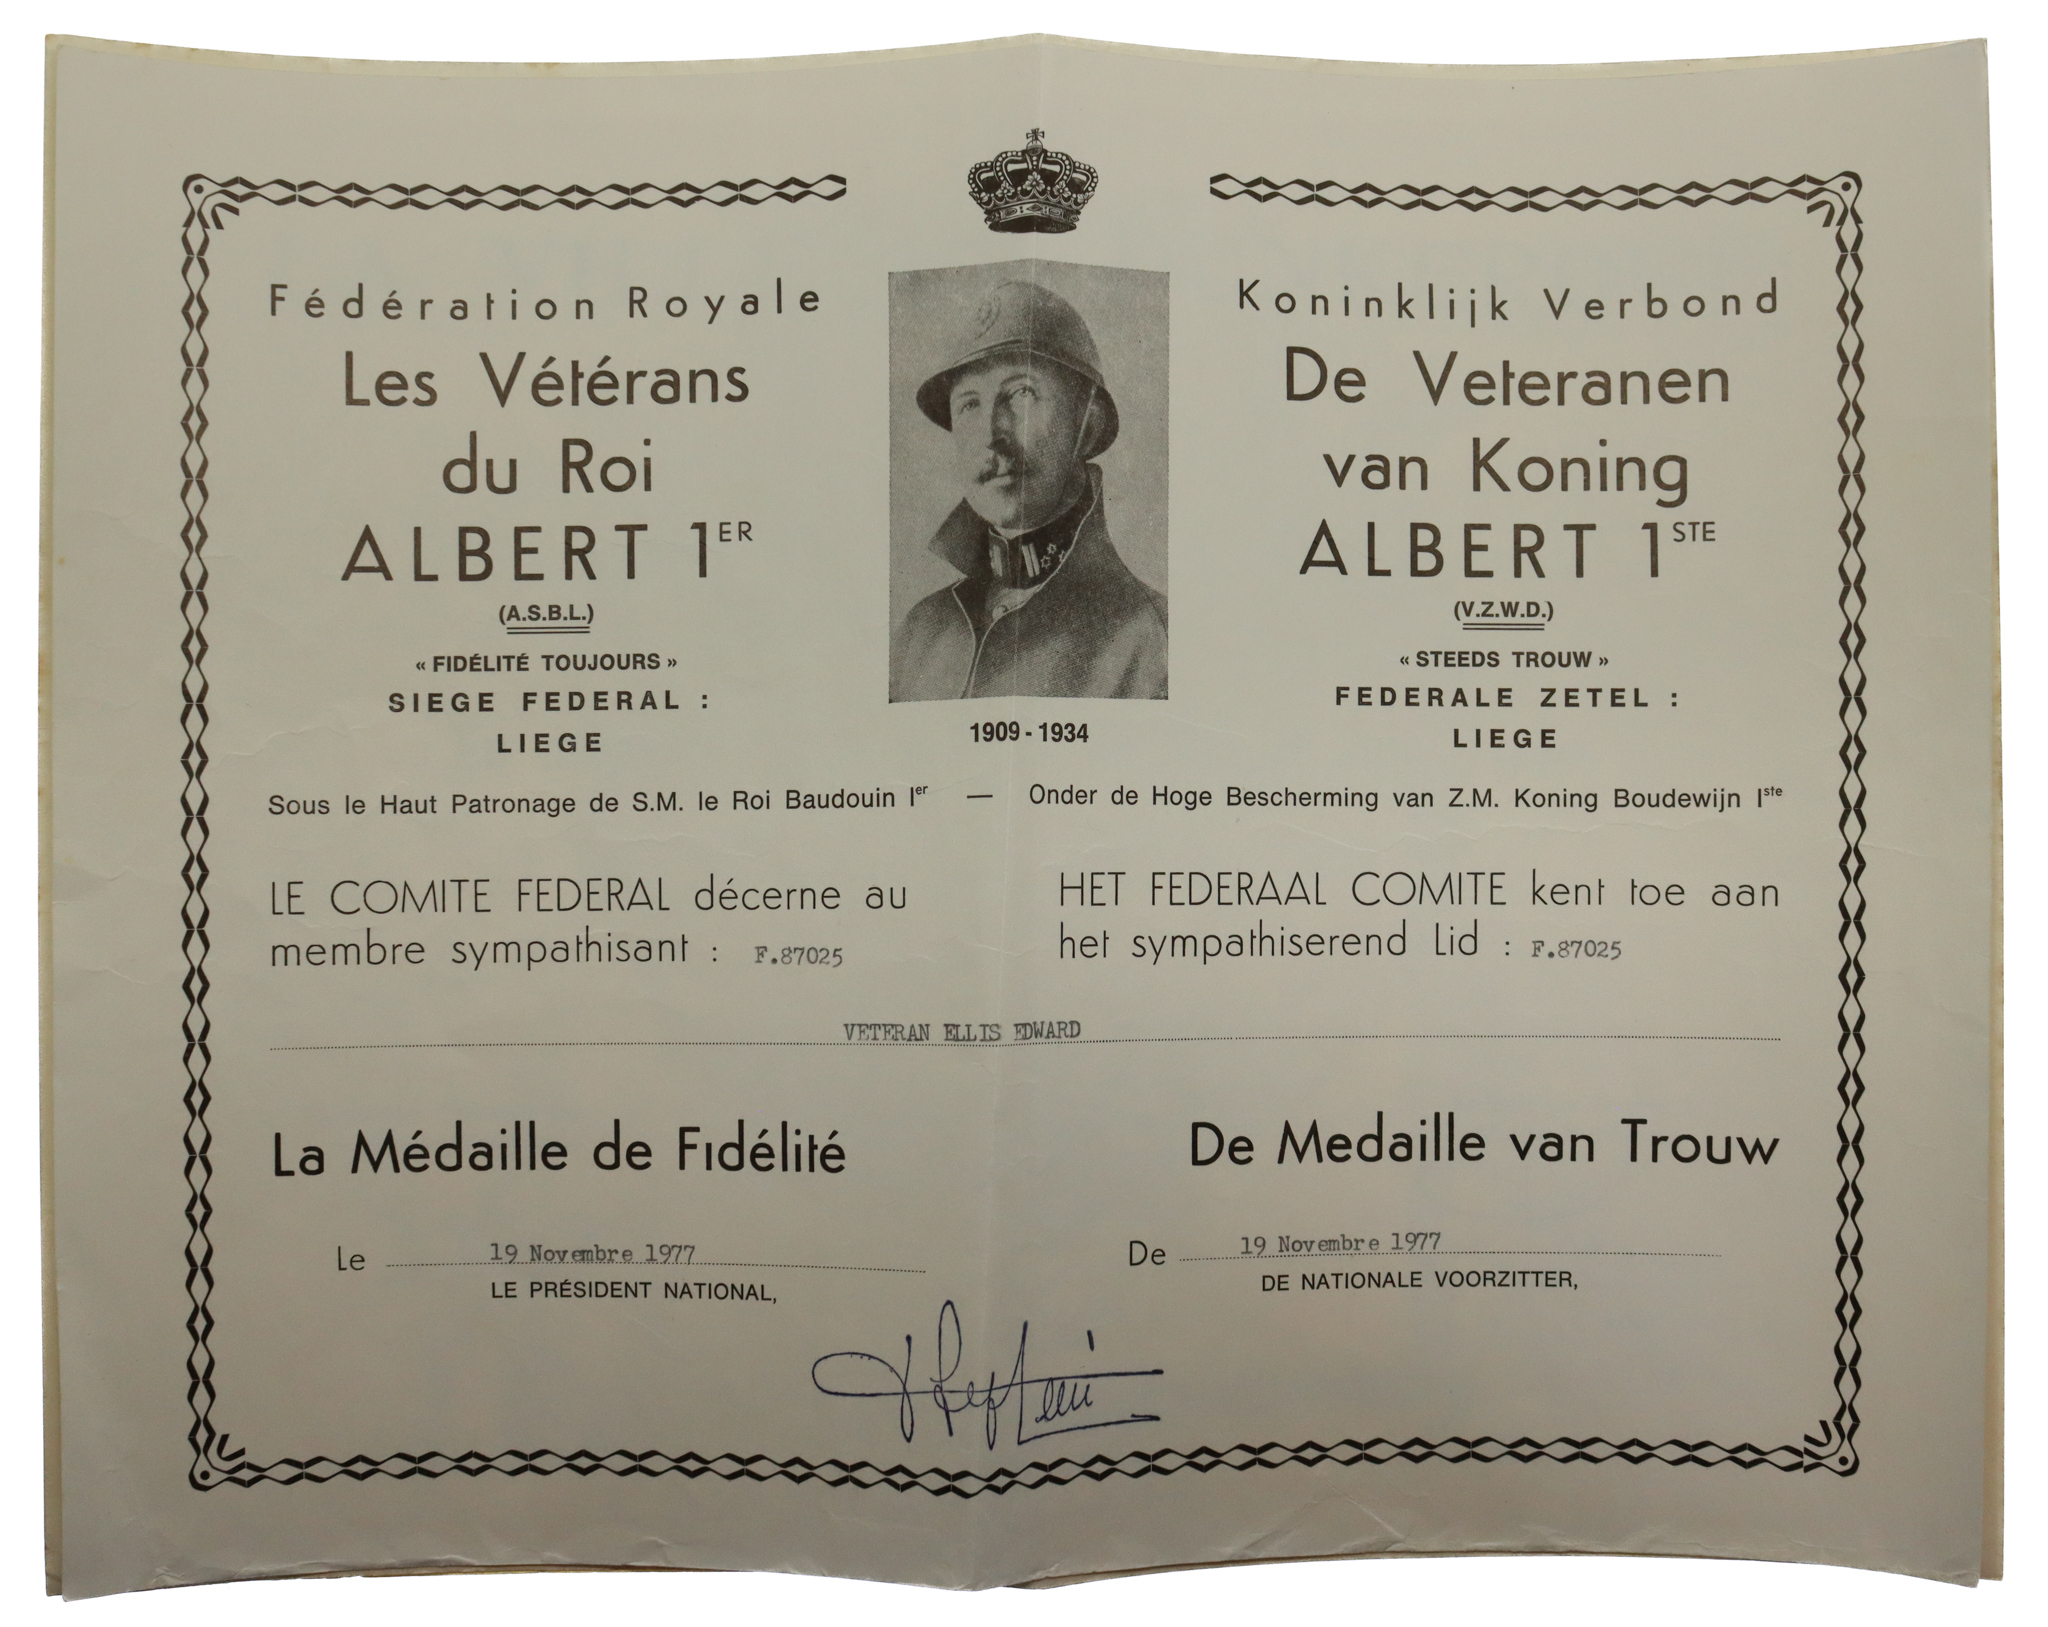 Fédération Royale
Les Vétérans
du Roi
ALBERT 1ER
(A.S.B.L.)
« FIDÉLITÉ TOUJOURS »
SIEGE FEDERAL :
LIEGE
1909 - 1934
Koninklijk Verbond
De Veteranen
van Koning
ALBERT 1STE
(V.Z.W.D.)
« STEEDS TROUW »
FEDERALE ZETEL :
LIEGE
Sous le Haut Patronage de S.M. le Roi Baudouin Ier — Onder de Hoge Bescherming van Z.M. Koning Boudewijn Iste
LE COMITE FEDERAL décerne au
membre sympathisant : F.87025
HET FEDERAAL COMITE kent toe aan
het sympathiserend Lid : F.87025
VETERAN ELLIS EDWARD
La Médaille de Fidélité
De Medaille van Trouw
Le 19 Novembre 1977
LE PRÉSIDENT NATIONAL,
De 19 Novembre 1977
DE NATIONALE VOORZITTER,